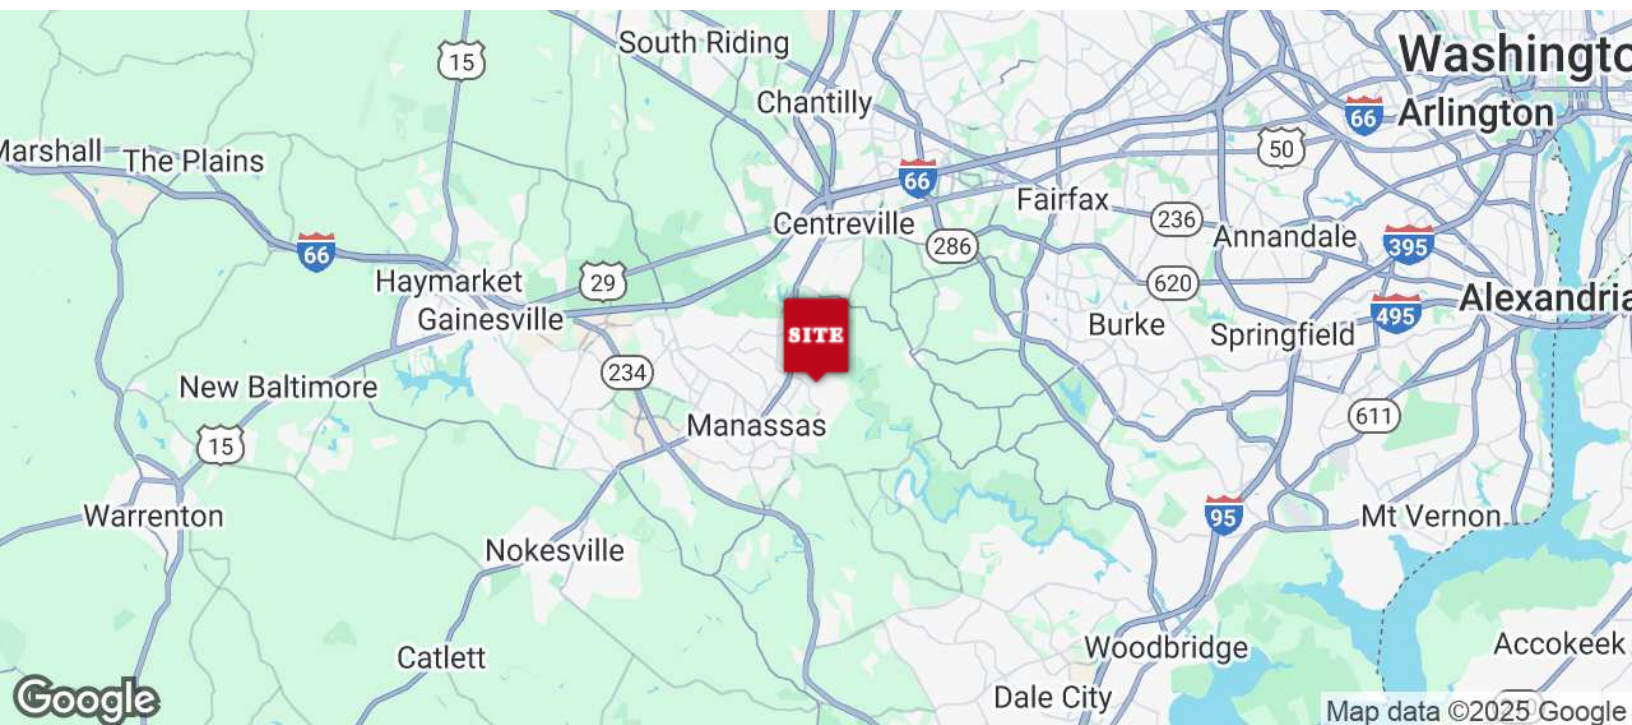 South Riding
15
Washingto
Chantilly
66
Arlington
Marshall
The Plains
50
66
Fairfax
Centreville
236
286
Annandale
395
66
Haymarket
29
620
Alexandria
Gainesville
495
Burke
Springfield
SITE
234
New Baltimore
611
Manassas
15
Warrenton
95
Mt Vernon
Nokesville
Woodbridge
Accokeek
Catlett
Dale City
Google
Map data ©2025 Google